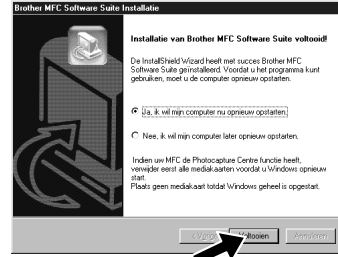 Brother MFC Software Suite Installatie
Installatie van Brother MFC Software Suite voltooid!
De InstallShield Wizard heeft met succes Brother MFC
Software Suite geïnstalleerd. Voordat u het programma kunt
gebruiken, moet u de computer opnieuw opstarten.
Ja, ik wil mijn computer nu opnieuw opstarten.
Nee, ik wil mijn computer later opnieuw opstarten.
Indien uw MFC de Photocapture Centre functie heeft,
verwijder eerst alle mediakaarten voordat u Windows opnieuw
start.
Plaats geen mediakaart totdat Windows geheel is opgestart.
Voltooien Annuleren